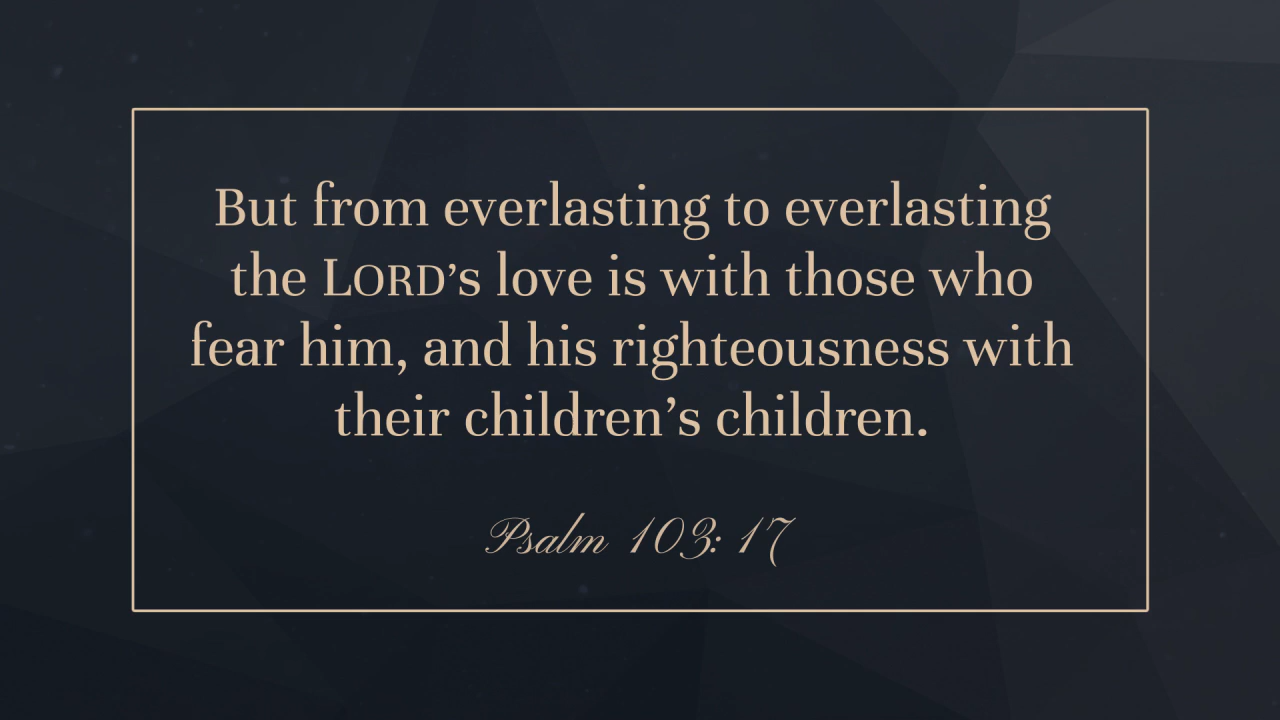 But from everlasting to everlasting
the LORD’s love is with those who
fear him, and his righteousness with
their children’s children.
Psalm 103: 17